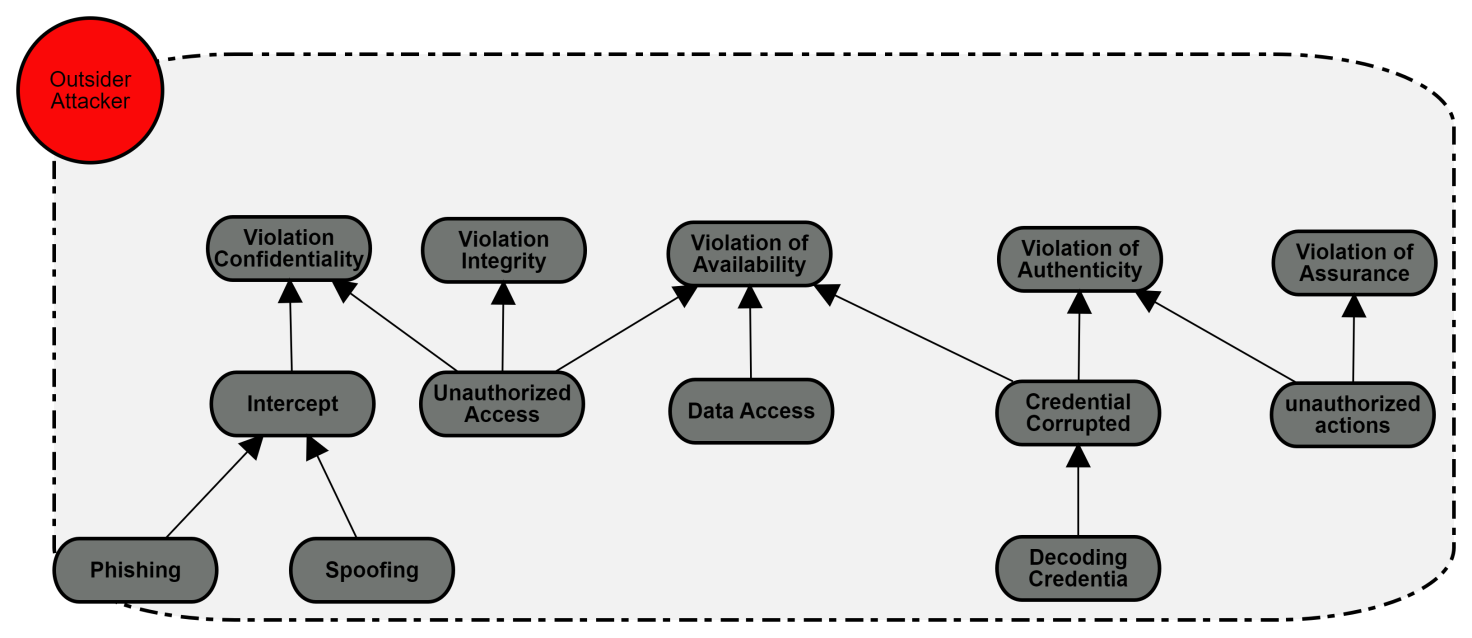 Outsider
Attacker
Violation
Confidentiality
Violation
Integrity
Violation of
Availability
Violation of
Authenticity
Violation of
Assurance
Intercept
Unauthorized
Access
Data Access
Credential
Corrupted
unauthorized
actions
Phishing
Spoofing
Decoding
Credentia